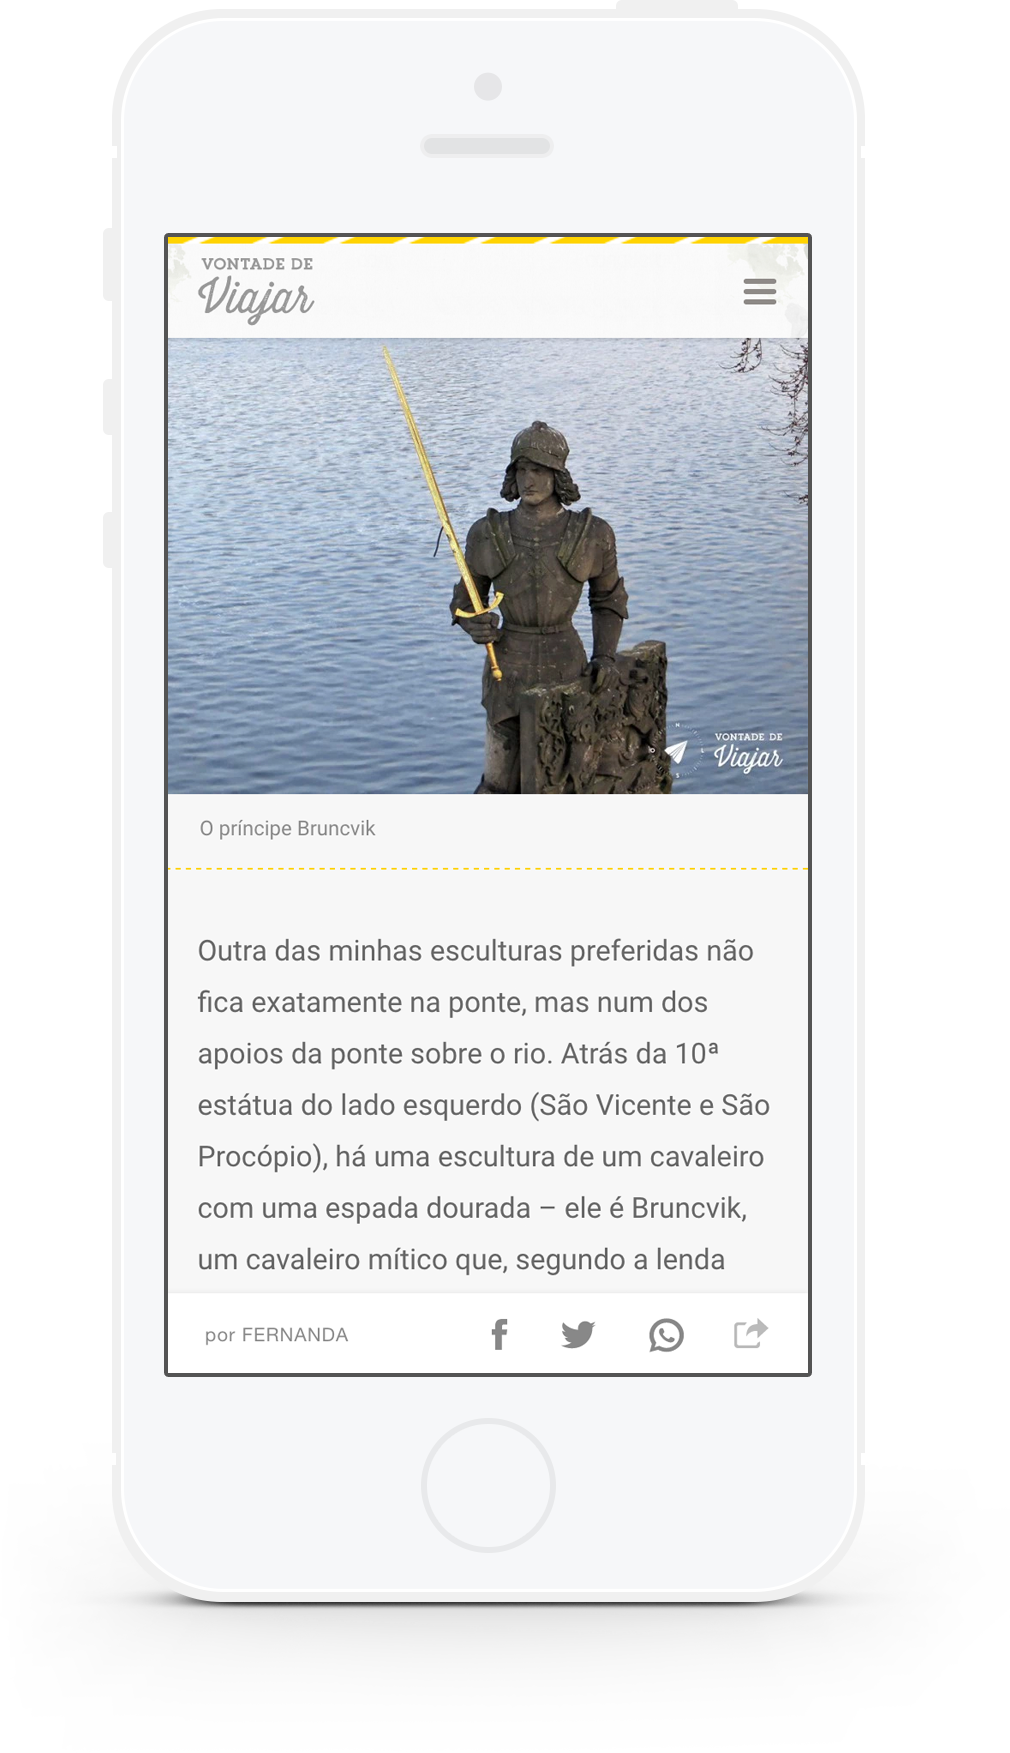 VONTADE DE
Viajar
N
O
L
S
VONTADE DE
Viajar
O príncipe Bruncvik
Outra das minhas esculturas preferidas não
fica exatamente na ponte, mas num dos
apoios da ponte sobre o rio. Atrás da 10ª
estátua do lado esquerdo (São Vicente e São
Procópio), há uma escultura de um cavaleiro
com uma espada dourada – ele é Bruncvik,
um cavaleiro mítico que, segundo a lenda
por FERNANDA